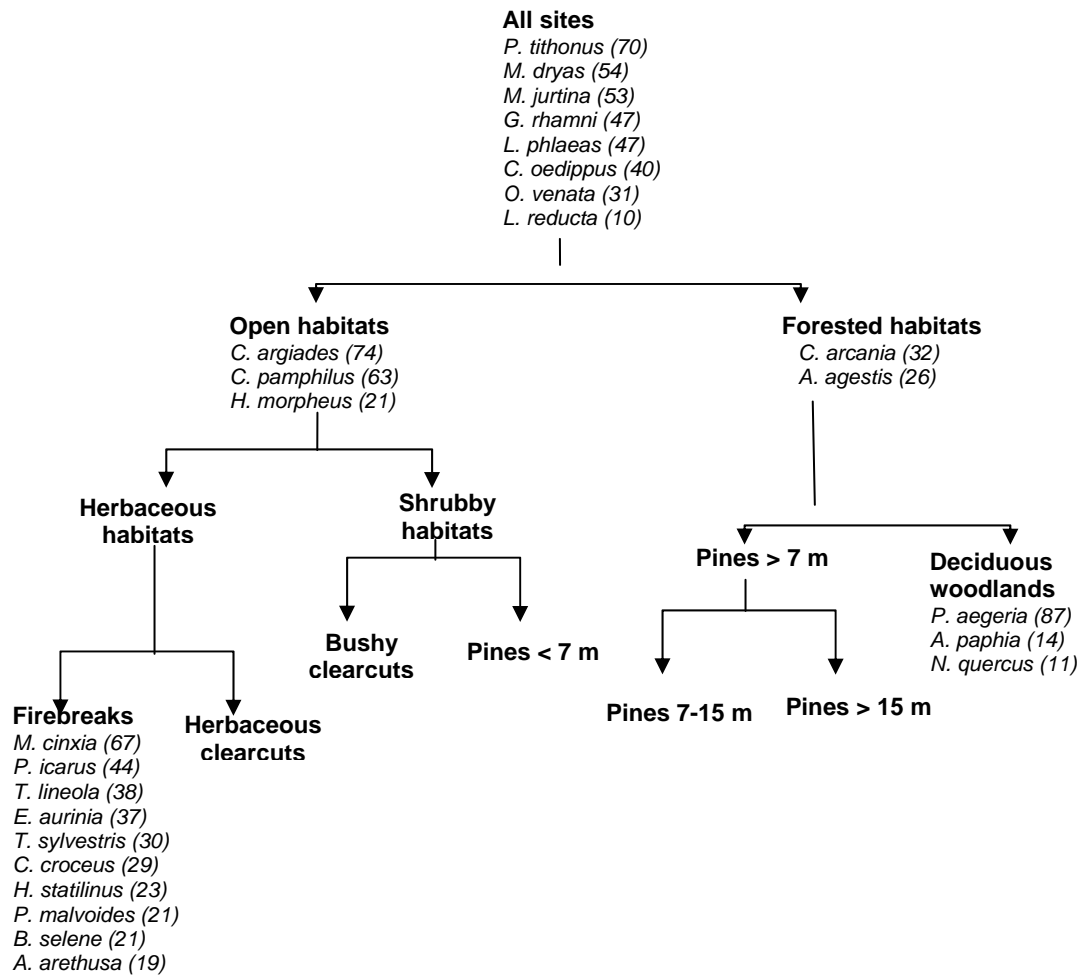 All sites
P. tithonus (70)
M. dryas (54)
M. jurtina (53)
G. rhamni (47)
L. phlaeas (47)
C. oedippus (40)
O. venata (31)
L. reducta (10)
Open habitats
C. argiades (74)
C. pamphilus (63)
H. morpheus (21)
Forested habitats
C. arcania (32)
A. agestis (26)
Herbaceous
habitats
Shrubby
habitats
Pines > 7 m
Deciduous
woodlands
P. aegeria (87)
A. paphia (14)
N. quercus (11)
Bushy
clearcuts
Pines < 7 m
Pines 7-15 m
Pines > 15 m
Firebreaks
M. cinxia (67)
P. icarus (44)
T. lineola (38)
E. aurinia (37)
T. sylvestris (30)
C. croceus (29)
H. statilinus (23)
P. malvoides (21)
B. selene (21)
A. arethusa (19)
Herbaceous
clearcuts